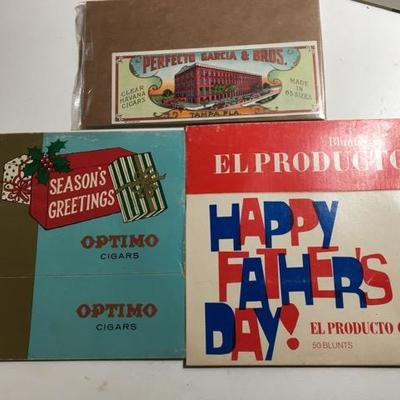 PERFECTO GARCIA & BROS.
CLEAR
HAVANA
CIGARS
MADE
IN
65 SIZES
TAMPA, FLA.
SEASON'S
GREETINGS
OPTIMO
CIGARS
OPTIMO
CIGARS
Blunt
EL PRODUCTO
HAPPY
FATHER'S
DAY!
EL PRODUCTO
50 BLUNTS